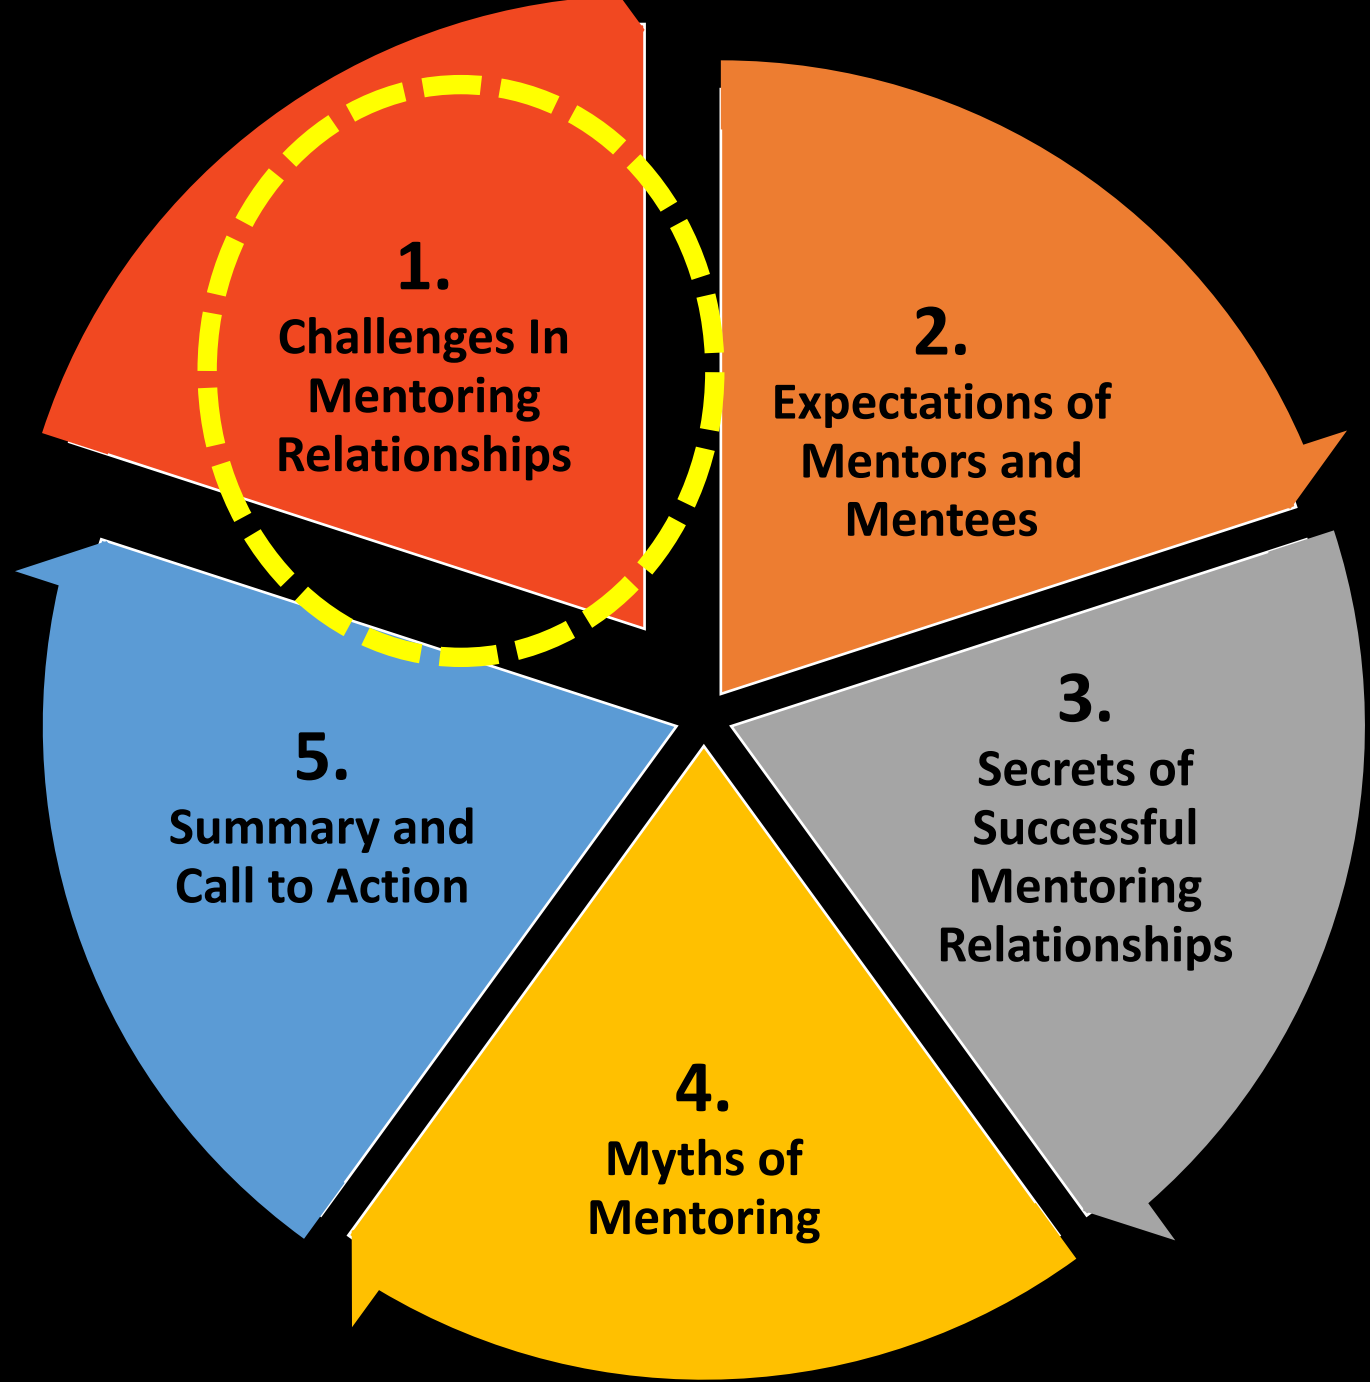 1.
Challenges In
Mentoring
Relationships
2.
Expectations of
Mentors and
Mentees
3.
Secrets of
Successful
Mentoring
Relationships
4.
Myths of
Mentoring
5.
Summary and
Call to Action